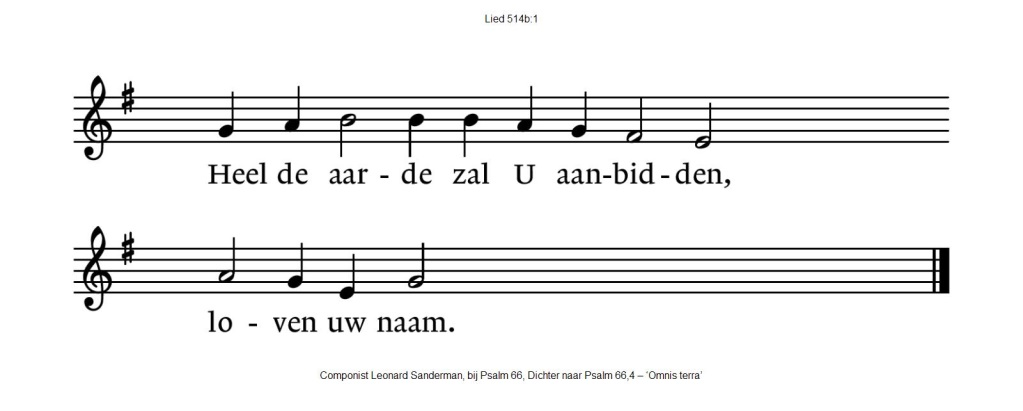 Lied 514b:1
Heel de aar - de zal U aan-bid-den,
lo - ven uw naam.
Componist Leonard Sanderman, bij Psalm 66, Dichter naar Psalm 66,4 – 'Omnis terra'